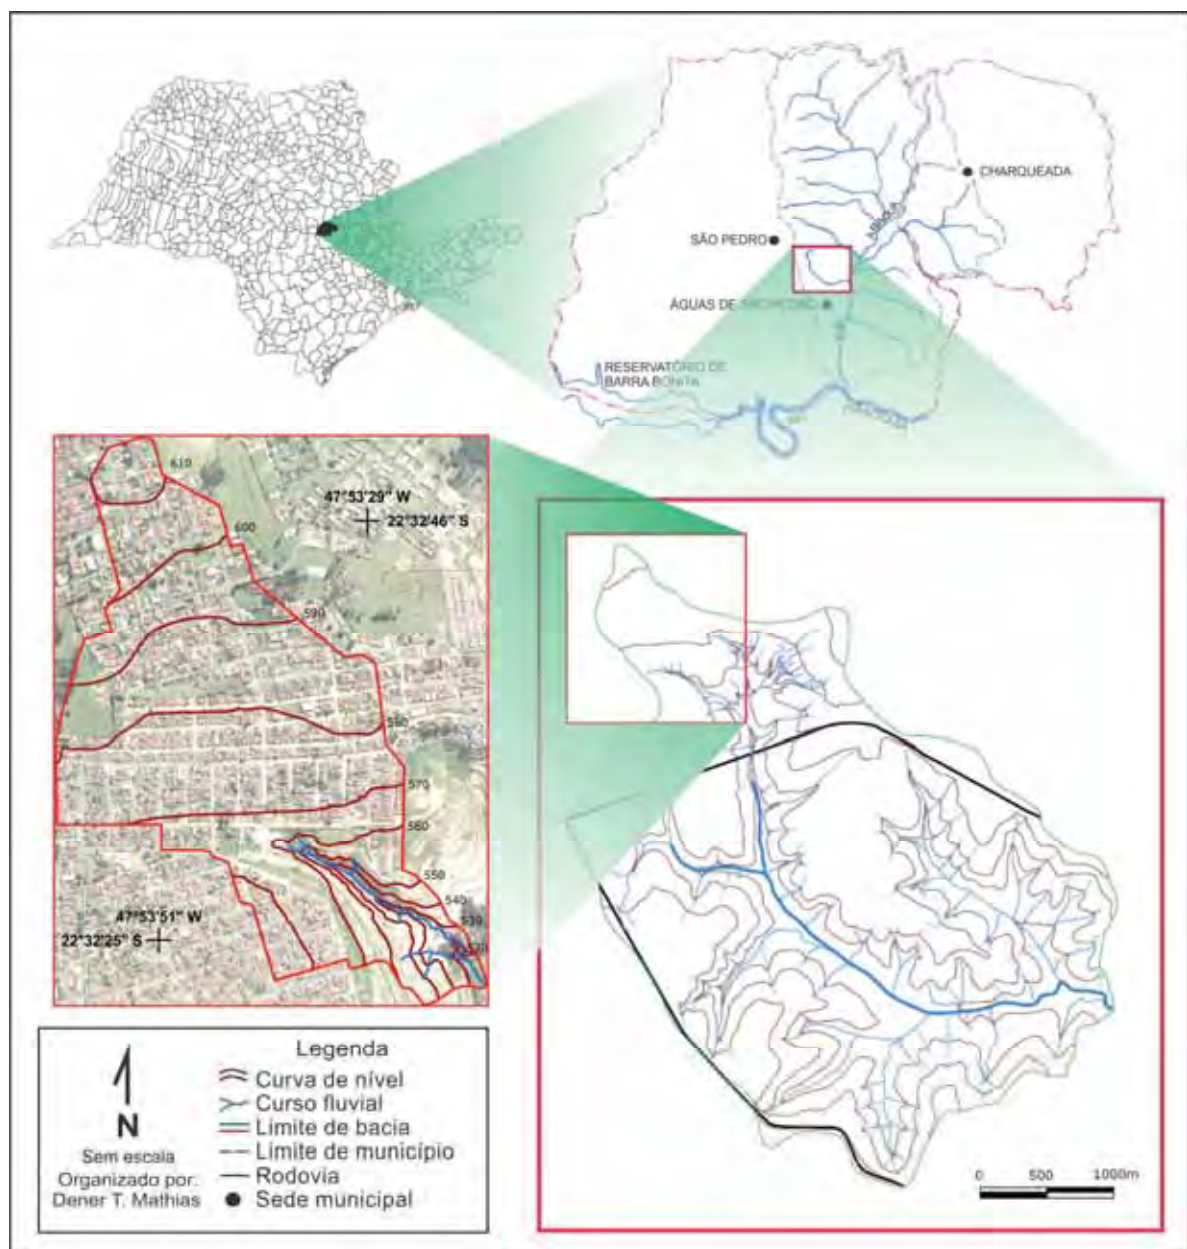 CHARQUEADA
SÃO PEDRO
ÁGUAS DE
RESERVATÓRIO DE
BARRA BONITA
610
47°53'29" W
22°32'46" S
600
590
580
570
560
550
540
530
47°53'51" W
22°32'25" S
Legenda
Curva de nível
Curso fluvial
Limite de bacia
Limite de município
Rodovia
Sede municipal
N
Sem escala
Organizado por:
Dener T. Mathias
0 500 1000m